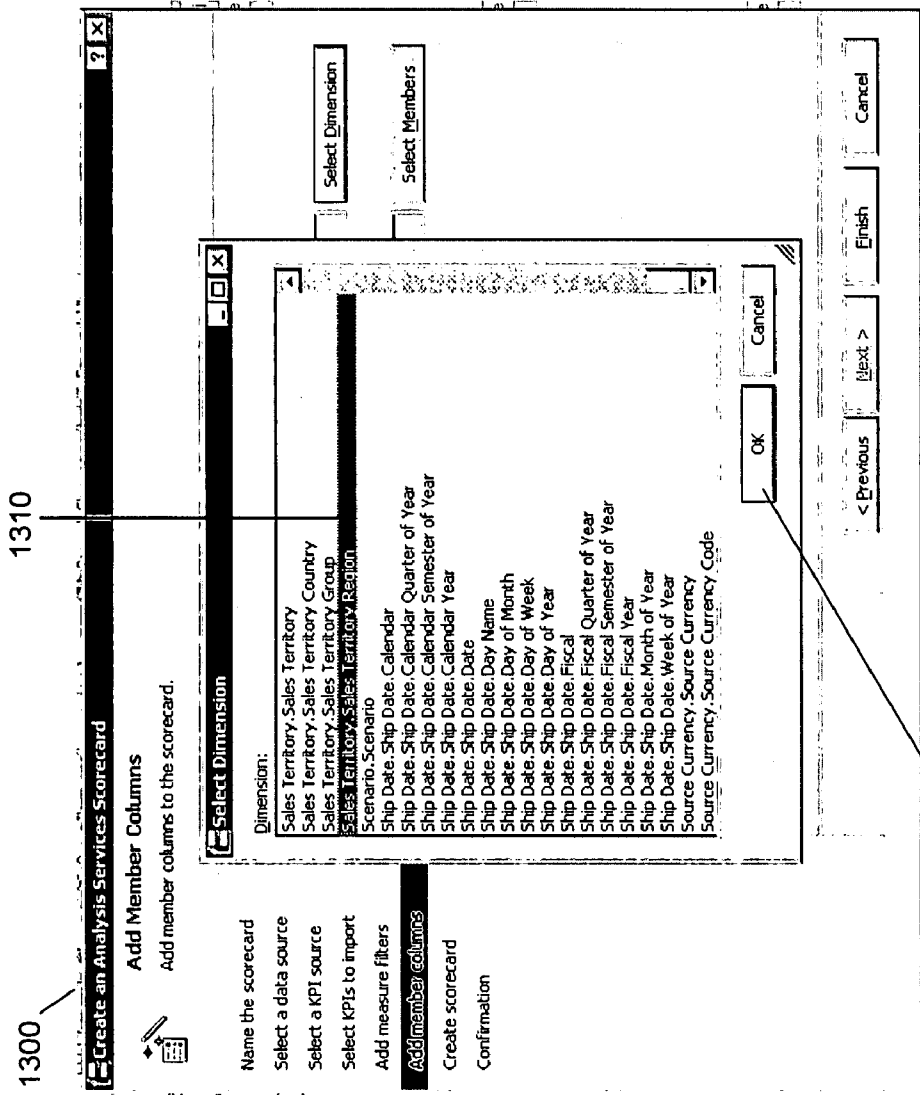 1300
1310
Create an Analysis Services Scorecard
Add Member Columns
Add member columns to the scorecard.
Name the scorecard
Select a data source
Select a KPI source
Select KPIs to import
Add measure filters
Add member columns
Create scorecard
Confirmation
Select Dimension
Dimension:
Sales Territory.Sales Territory
Sales Territory.Sales Territory Country
Sales Territory.Sales Territory Group
Sales Territory.Sales Territory Region
Scenario.Scenario
Ship Date.Ship Date.Calendar
Ship Date.Ship Date.Calendar Quarter of Year
Ship Date.Ship Date.Calendar Semester of Year
Ship Date.Ship Date.Calendar Year
Ship Date.Ship Date.Date
Ship Date.Ship Date.Day Name
Ship Date.Ship Date.Day of Month
Ship Date.Ship Date.Day of Week
Ship Date.Ship Date.Day of Year
Ship Date.Ship Date.Fiscal
Ship Date.Ship Date.Fiscal Quarter of Year
Ship Date.Ship Date.Fiscal Semester of Year
Ship Date.Ship Date.Fiscal Year
Ship Date.Ship Date.Month of Year
Ship Date.Ship Date.Week of Year
Source Currency.Source Currency
Source Currency.Source Currency Code
OK
Cancel
Select Dimension
Select Members
< Previous
Next >
Finish
Cancel